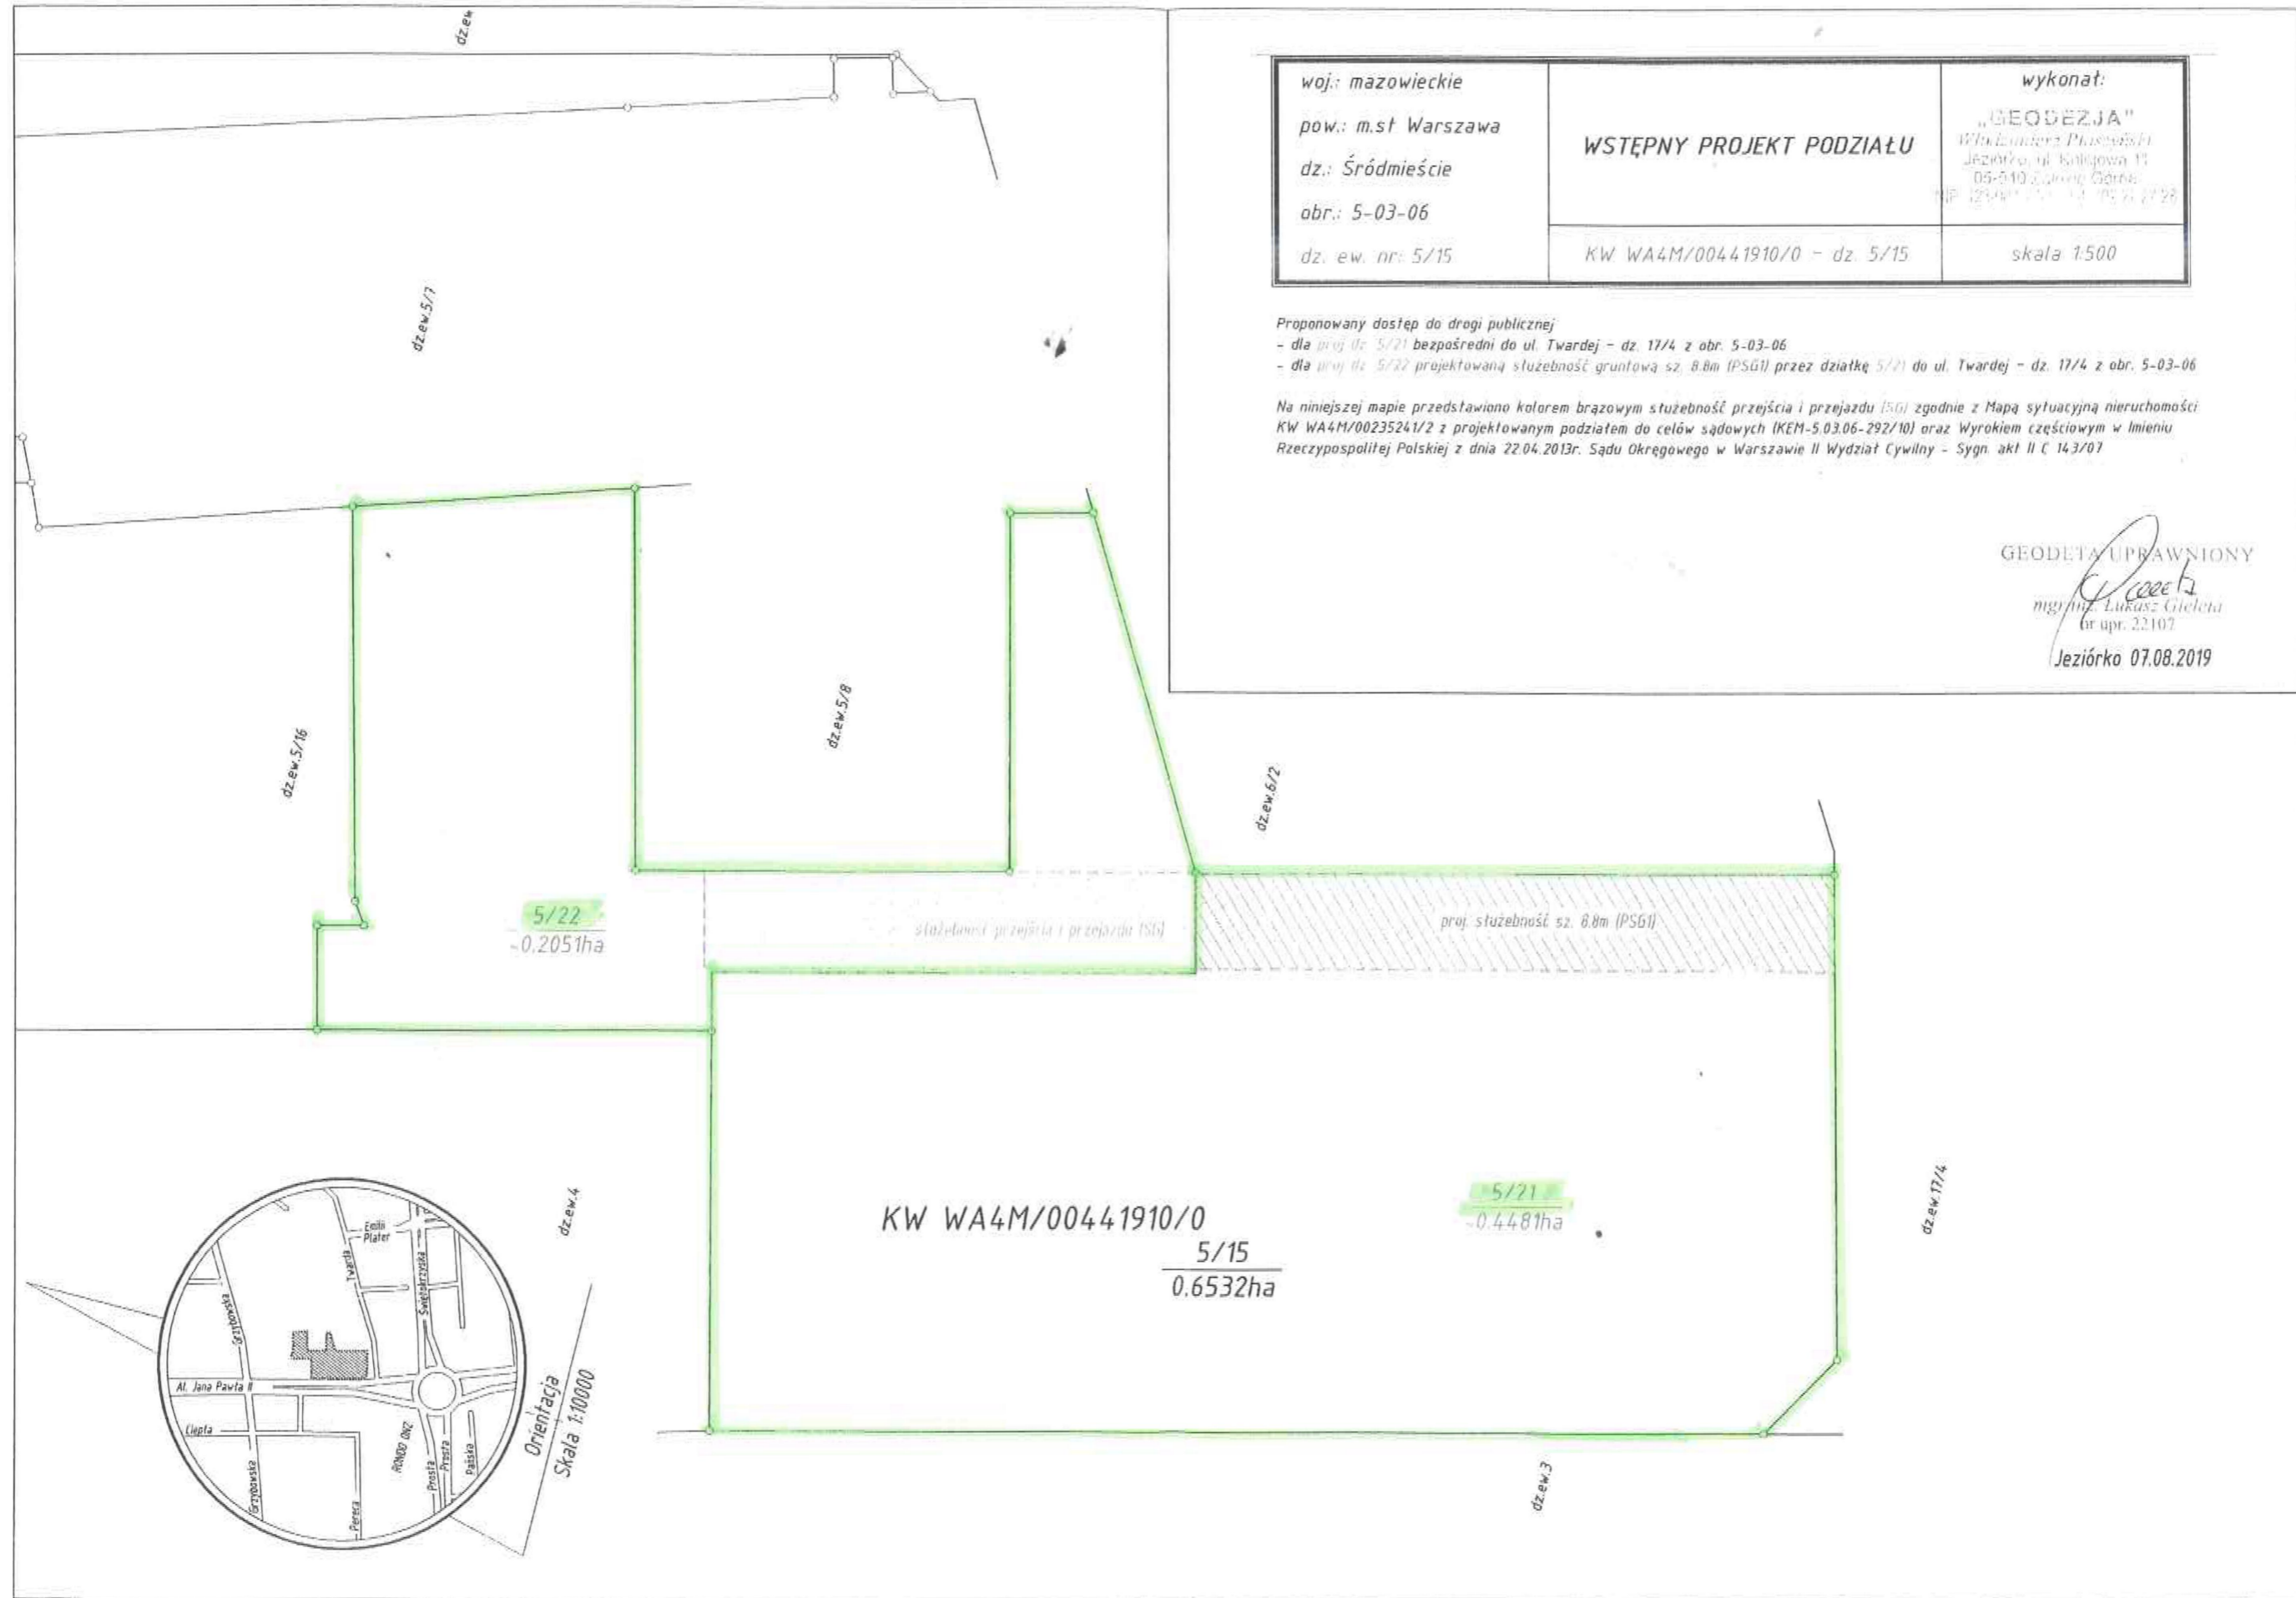 dz.ew
woj.: mazowieckie
pow.: m.st Warszawa
dz.: Śródmieście
obr.: 5-03-06
dz. ew. nr: 5/15
WSTĘPNY PROJEKT PODZIAŁU
KW WA4M/00441910/0 - dz. 5/15
wykonał:
„GEODEZJA"
skala 1:500
Proponowany dostęp do drogi publicznej
- dla proj dz. 5/21 bezpośredni do ul. Twardej - dz. 17/4 z obr. 5-03-06
- dla proj dz. 5/22 projektowaną służebność gruntową sz. 8.8m (PSG1) przez działkę 5/21 do ul. Twardej - dz. 17/4 z obr. 5-03-06
Na niniejszej mapie przedstawiono kolorem brązowym służebność przejścia i przejazdu (SG) zgodnie z Mapą sytuacyjną nieruchomości
KW WA4M/00235241/2 z projektowanym podziałem do celów sądowych (KEM-5.03.06-292/10) oraz Wyrokiem częściowym w Imieniu
Rzeczypospolitej Polskiej z dnia 22.04.2013r. Sądu Okręgowego w Warszawie II Wydział Cywilny - Sygn. akt II C 143/07
GEODETA UPRAWNIONY
mgr inż. Łukasz Gieleta
nr upr. 22107
Jeziórko 07.08.2019
dz.ew.5/7
dz.ew.5/16
dz.ew.5/8
dz.ew.6/2
5/22
~0.2051ha
służebność przejścia i przejazdu (SG)
proj. służebność sz. 8.8m (PSG1)
dz.ew.4
KW WA4M/00441910/0
5/15
0.6532ha
5/21
~0.4481ha
dz.ew.17/4
dz.ew.3
Emilii
Plater
Twarda
Świętokrzyska
Grzybowska
Al. Jana Pawła II
Ciepła
Grzybowska
Pereca
RONDO ONZ
Prosta
Prosta
Pańska
Orientacja
Skala 1:10000